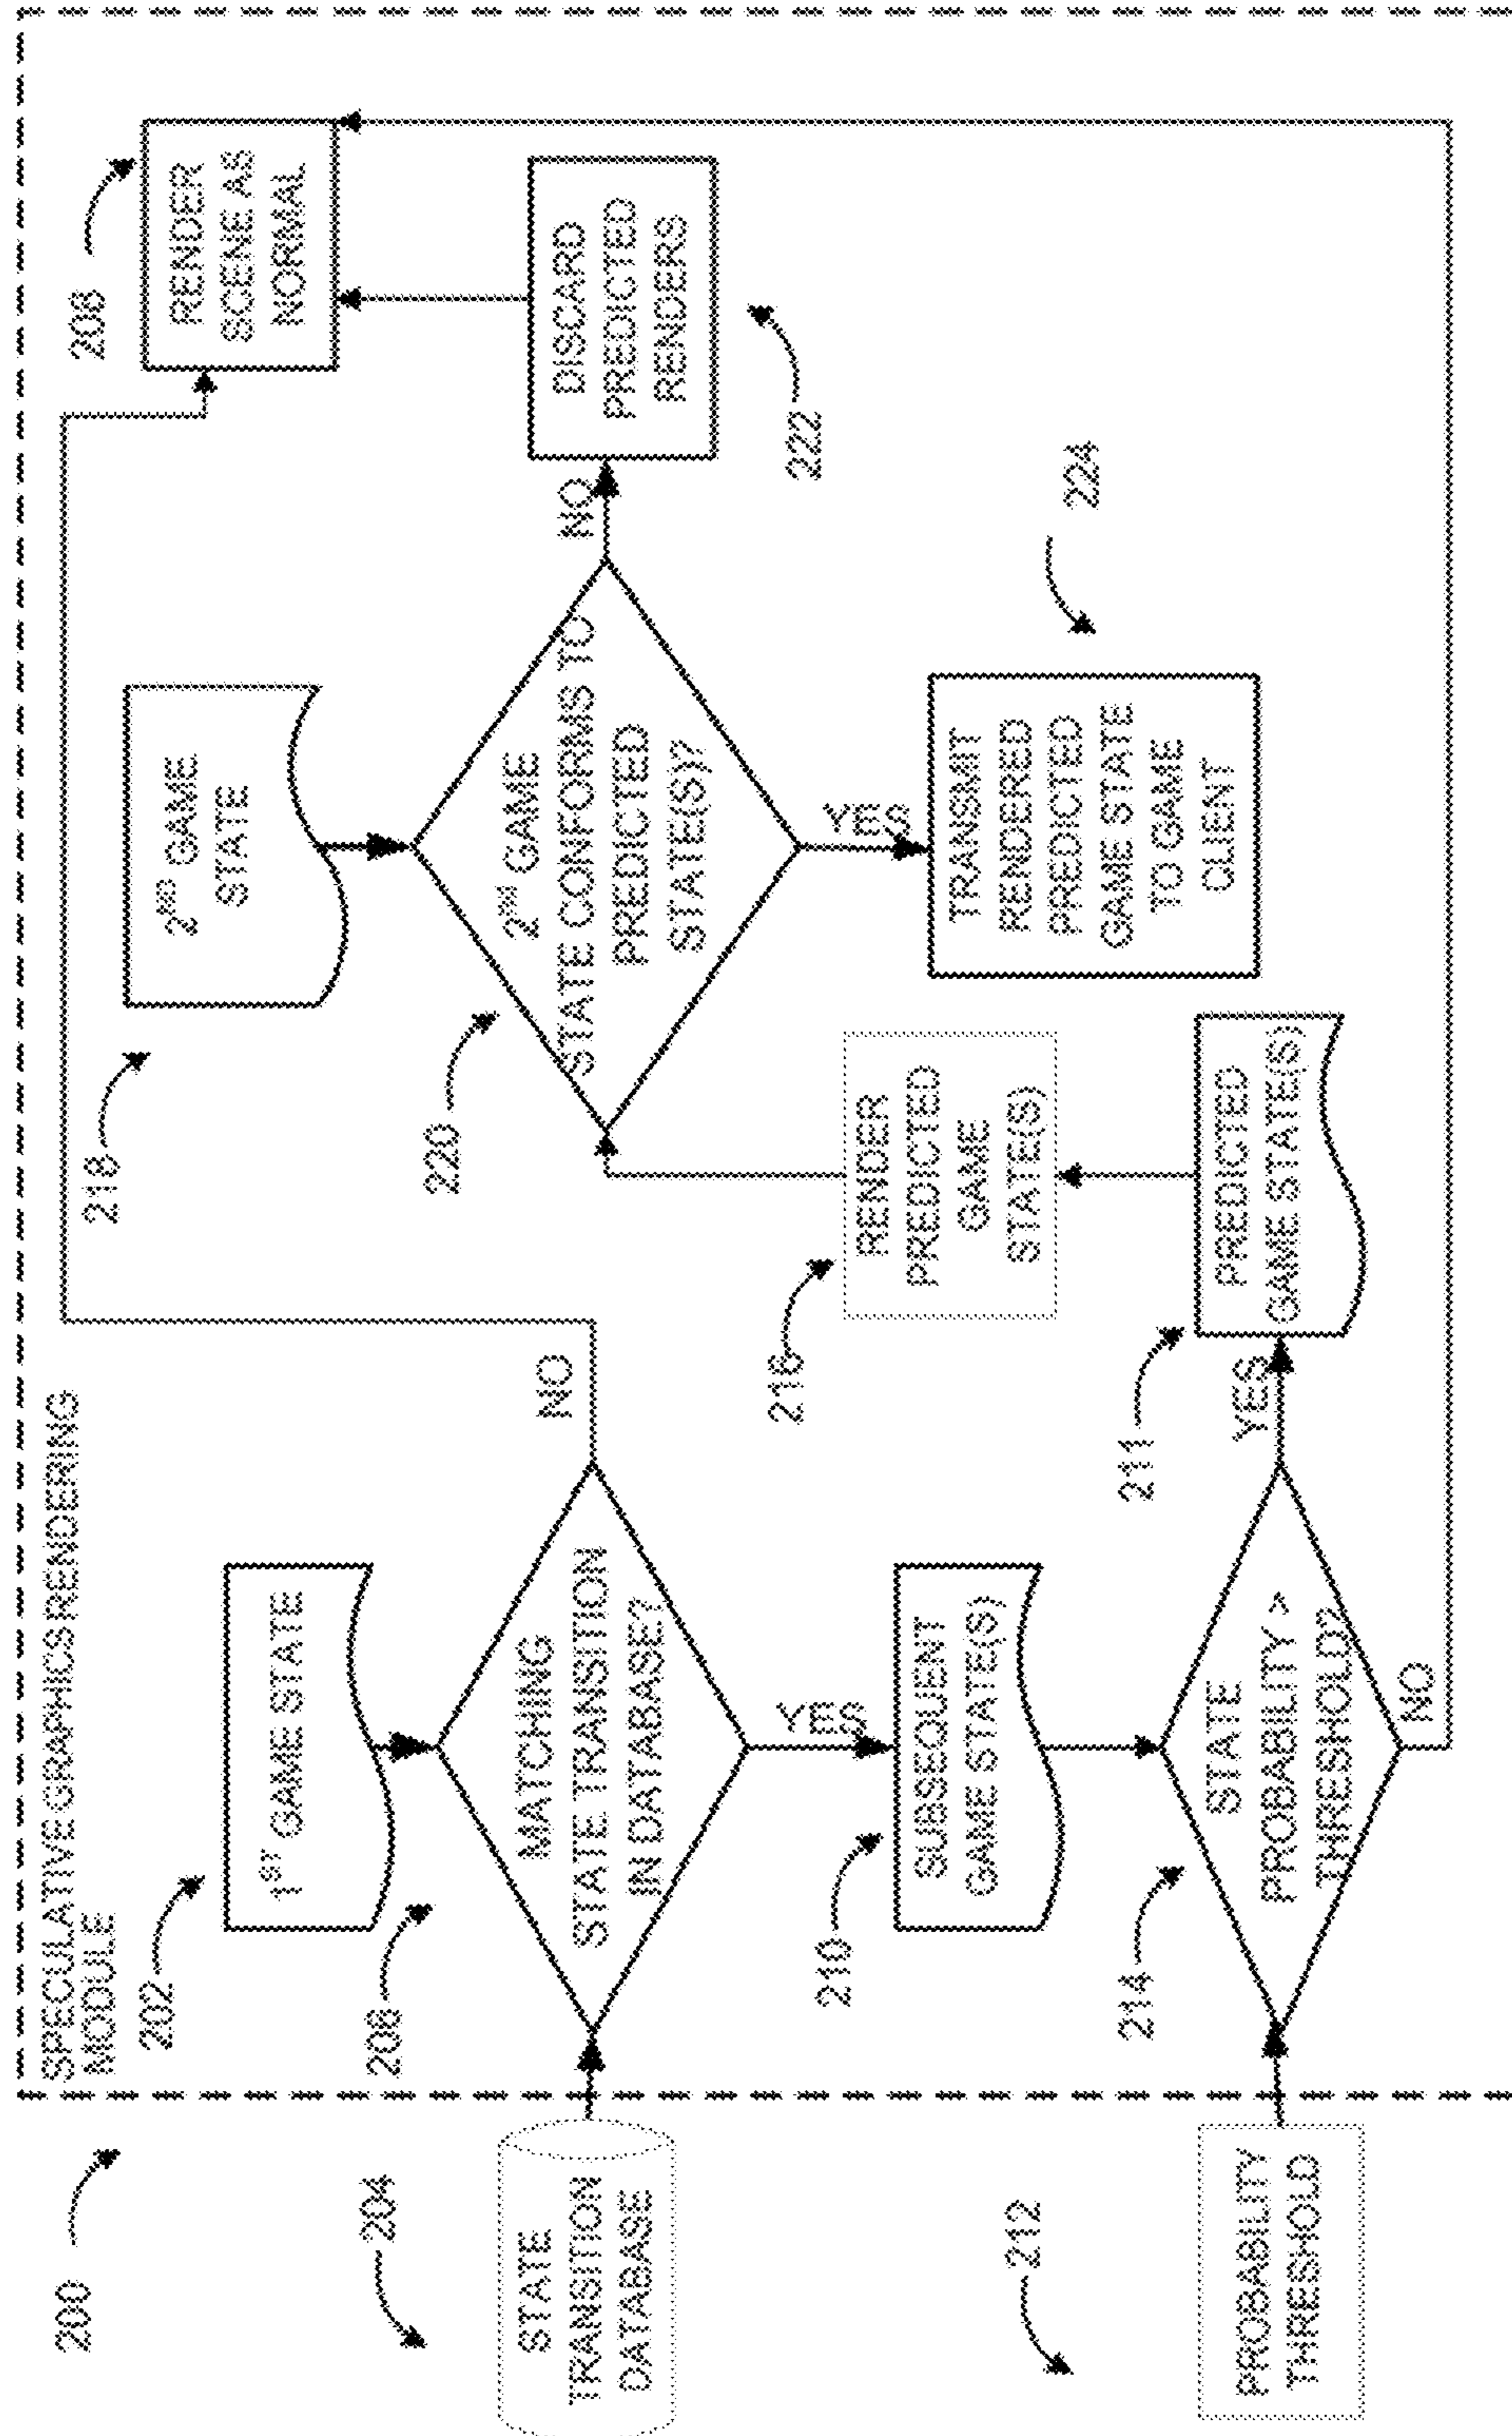 200
SPECULATIVE GRAPHICS RENDERING
MODULE
202
1ST GAME STATE
204
STATE
TRANSITION
DATABASE
208
MATCHING
STATE TRANSITION
IN DATABASE?
NO
YES
210
SUBSEQUENT
GAME STATE(S)
212
PROBABILITY
THRESHOLD
214
STATE
PROBABILITY >
THRESHOLD?
NO
YES
211
PREDICTED
GAME STATE(S)
216
RENDER
PREDICTED
GAME
STATE(S)
218
2ND GAME
STATE
220
2ND GAME
STATE CONFORMS TO
PREDICTED
STATE(S)?
NO
YES
222
DISCARD
PREDICTED
RENDERS
224
TRANSMIT
RENDERED
PREDICTED
GAME STATE
TO GAME
CLIENT
206
RENDER
SCENE AS
NORMAL